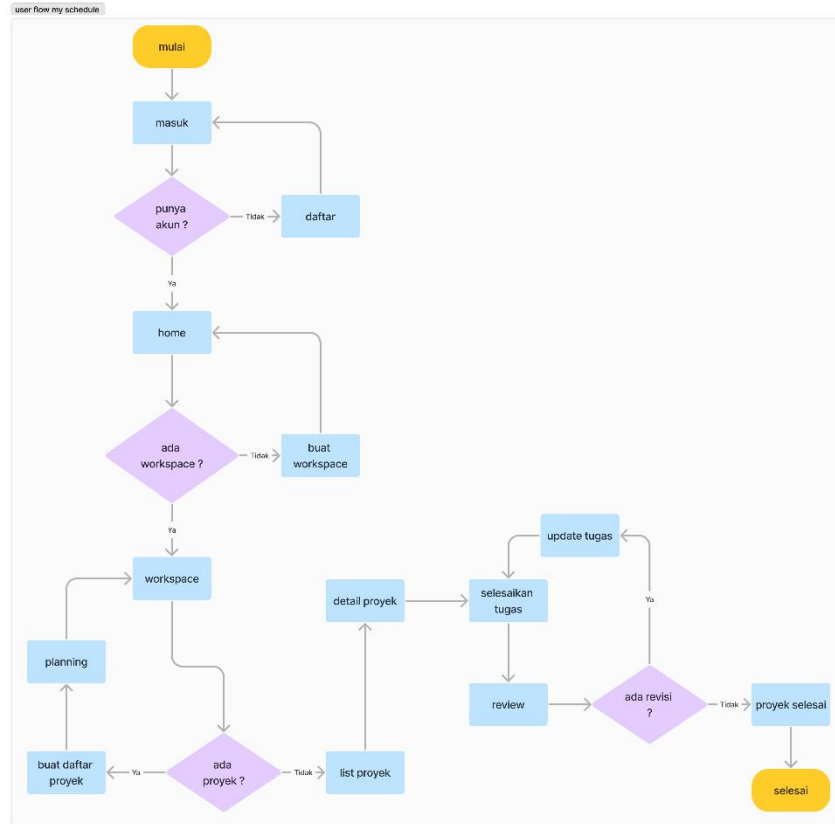 user flow my schedule
mulai
masuk
punya
akun ?
Tidak
daftar
Ya
home
ada
workspace ?
Tidak
buat
workspace
Ya
workspace
planning
buat daftar
proyek
Ya
ada
proyek ?
Tidak
list proyek
detail proyek
selesaikan
tugas
update tugas
review
ada revisi
?
Ya
Tidak
proyek selesai
selesai